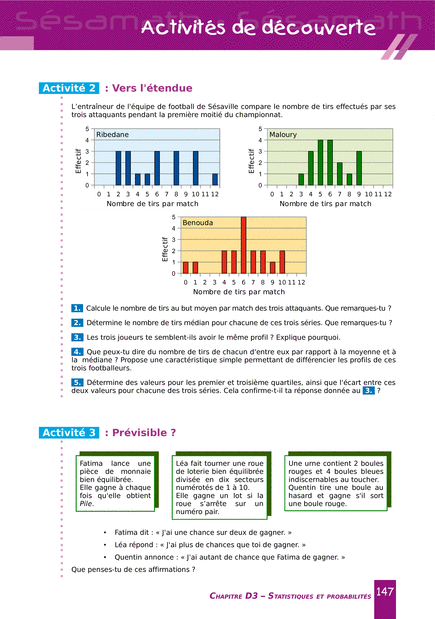 Sésamath Sésamath Sésamath
Activités de découverte
Activité 2 : Vers l'étendue
L'entraîneur de l'équipe de football de Sésaville compare le nombre de tirs effectués par ses
trois attaquants pendant la première moitié du championnat.
Ribedane
Effectif
5
4
3
2
1
0
0 1 2 3 4 5 6 7 8 9 10 11 12
Nombre de tirs par match
Maloury
Effectif
5
4
3
2
1
0
0 1 2 3 4 5 6 7 8 9 10 11 12
Nombre de tirs par match
Benouda
Effectif
5
4
3
2
1
0
0 1 2 3 4 5 6 7 8 9 10 11 12
Nombre de tirs par match
1. Calcule le nombre de tirs au but moyen par match des trois attaquants. Que remarques-tu ?
2. Détermine le nombre de tirs médian pour chacune de ces trois séries. Que remarques-tu ?
3. Les trois joueurs te semblent-ils avoir le même profil ? Explique pourquoi.
4. Que peux-tu dire du nombre de tirs de chacun d'entre eux par rapport à la moyenne et à
la médiane ? Propose une caractéristique simple permettant de différencier les profils de ces
trois footballeurs.
5. Détermine des valeurs pour les premier et troisième quartiles, ainsi que l'écart entre ces
deux valeurs pour chacune des trois séries. Cela confirme-t-il ta réponse donnée au 3. ?
Activité 3 : Prévisible ?
Fatima lance une
pièce de monnaie
bien équilibrée.
Elle gagne à chaque
fois qu'elle obtient
Pile.
Léa fait tourner une roue
de loterie bien équilibrée
divisée en dix secteurs
numérotés de 1 à 10.
Elle gagne un lot si la
roue s'arrête sur un
numéro pair.
Une urne contient 2 boules
rouges et 4 boules bleues
indiscernables au toucher.
Quentin tire une boule au
hasard et gagne s'il sort
une boule rouge.
• Fatima dit : « J'ai une chance sur deux de gagner. »
• Léa répond : « J'ai plus de chances que toi de gagner. »
• Quentin annonce : « J'ai autant de chance que Fatima de gagner. »
Que penses-tu de ces affirmations ?
CHAPITRE D3 – STATISTIQUES ET PROBABILITÉS 147